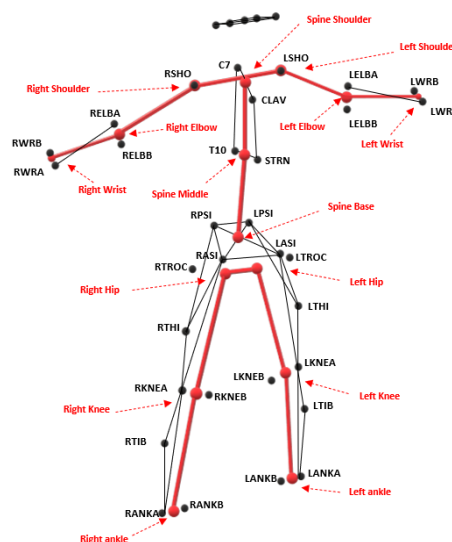 Spine Shoulder
C7
LSHO
Left Shoulder
RSHO
Right Shoulder
LELBA
LWRB
CLAV
LWR
RELBA
Right Elbow
Left Elbow
LELBB
RWRB
RELBB
Left Wrist
RWRA
T10
STRN
Right Wrist
Spine Middle
LPSI
Spine Base
RPSI
RASI
LASI
RTROC
LTROC
Right Hip
Left Hip
LTHI
RTHI
LKNEA
LKNEB
RKNEA
RKNEB
Left Knee
Right Knee
LTIB
RTIB
LANKB
LANKA
Left ankle
RANKA
RANKB
Right ankle